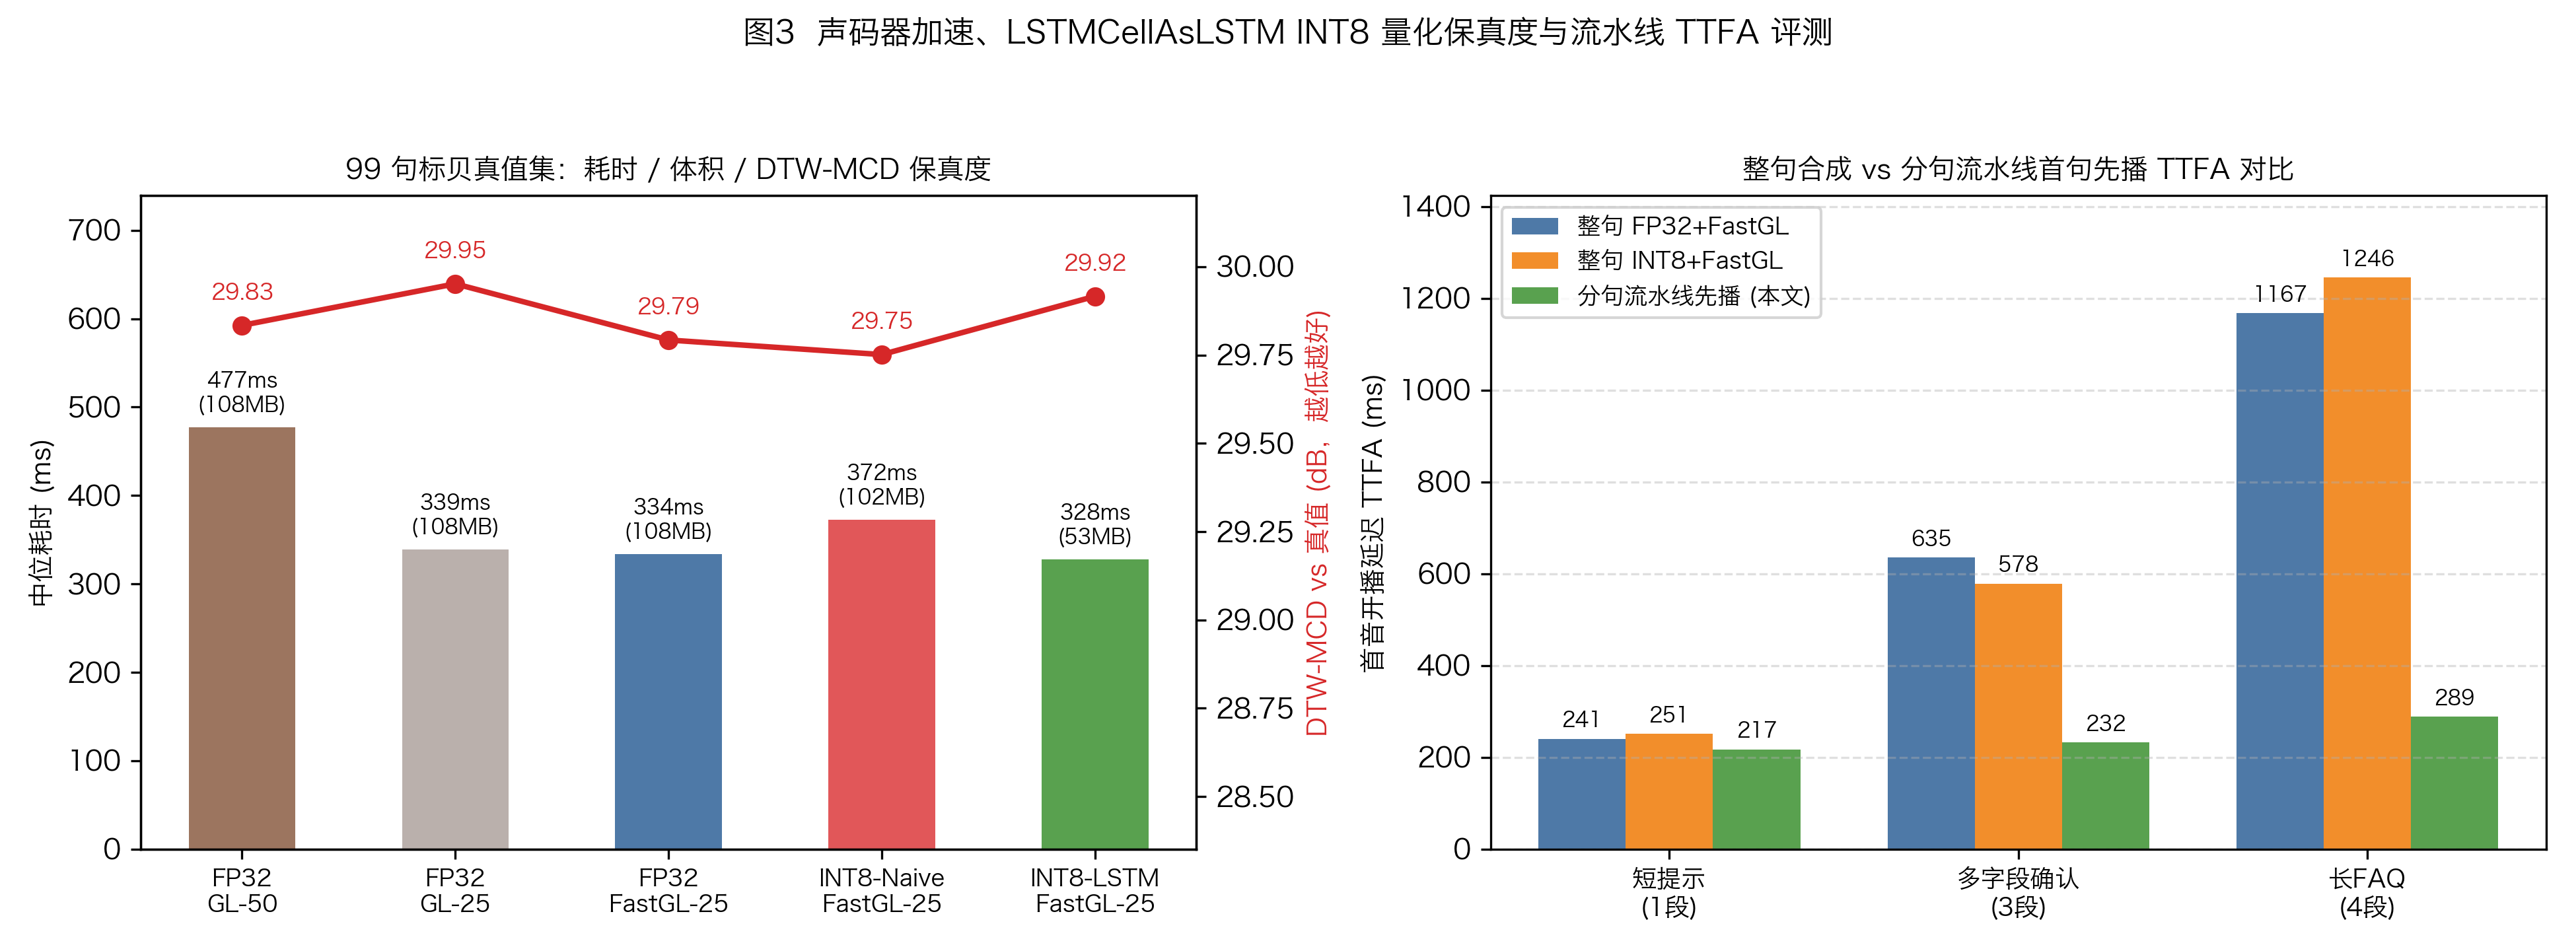 图3 声码器加速、LSTMCellAsLSTM INT8 量化保真度与流水线 TTFA 评测
99 句标贝真值集：耗时 / 体积 / DTW-MCD 保真度
中位耗时 (ms)
700
600
500
400
300
200
100
0
29.83
29.95
29.79
29.75
29.92
477ms
(108MB)
339ms
(108MB)
334ms
(108MB)
372ms
(102MB)
328ms
(53MB)
FP32
GL-50
FP32
GL-25
FP32
FastGL-25
INT8-Naive
FastGL-25
INT8-LSTM
FastGL-25
30.00
29.75
29.50
29.25
29.00
28.75
28.50
DTW-MCD vs 真值 (dB，越低越好)
整句合成 vs 分句流水线首句先播 TTFA 对比
首音开播延迟 TTFA (ms)
1400
1200
1000
800
600
400
200
0
整句 FP32+FastGL
整句 INT8+FastGL
分句流水线先播 (本文)
241
251
217
635
578
232
1167
1246
289
短提示
(1段)
多字段确认
(3段)
长FAQ
(4段)